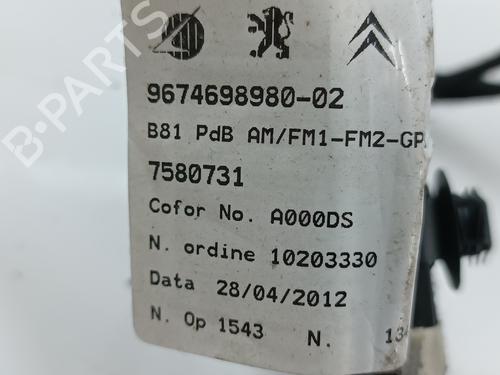 9674698980-02
B81 PdB AM/FM1-FM2-GP
7580731
Cofor No. A000DS
N. ordine 10203330
Data 28/04/2012
N. Op 1543 N. 134